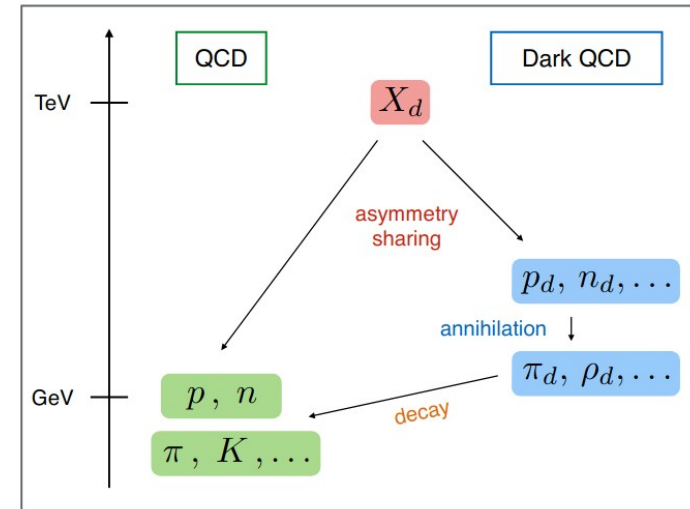 QCD
Dark QCD
TeV
X_d
asymmetry
sharing
p_d, n_d, ...
annihilation
π_d, ρ_d, ...
GeV
p , n
decay
π , K , ...